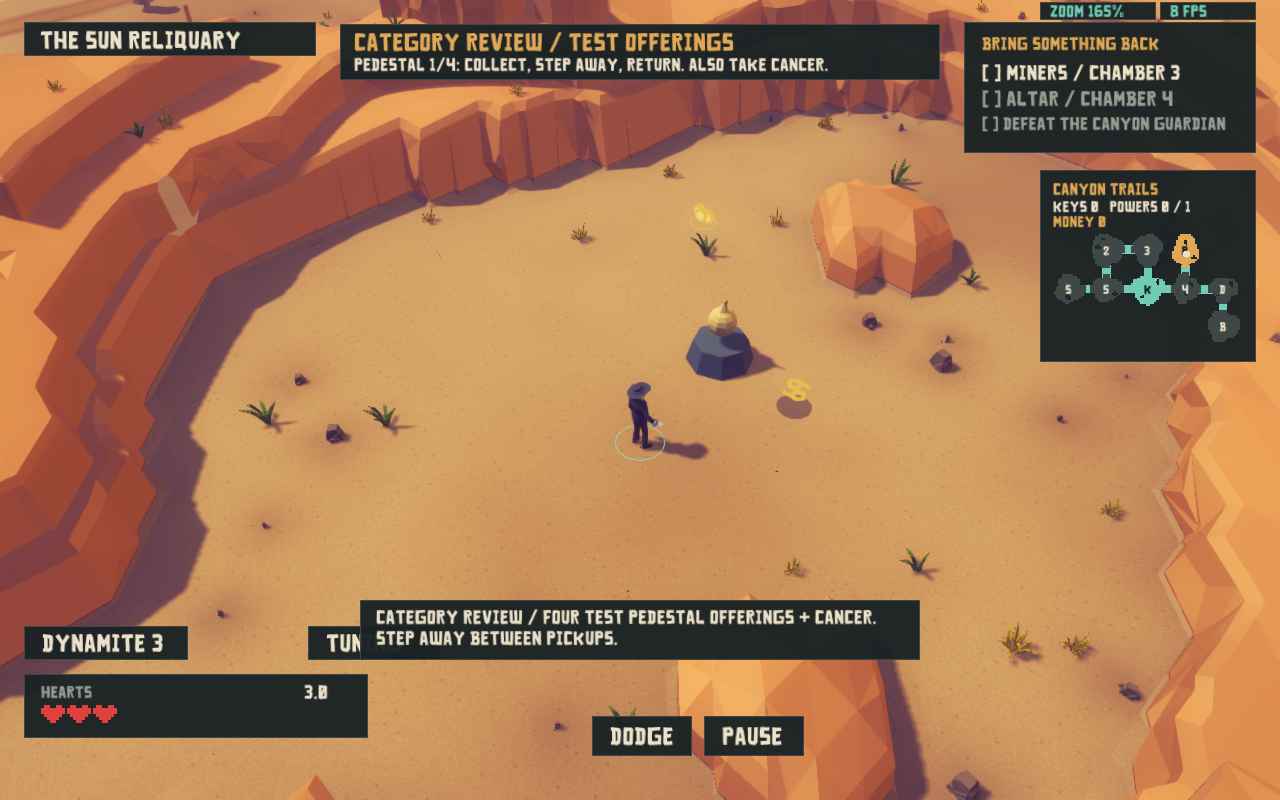 ZOOM 165%
8 FPS
THE SUN RELIQUARY
CATEGORY REVIEW / TEST OFFERINGS
PEDESTAL 1/4: COLLECT, STEP AWAY, RETURN. ALSO TAKE CANCER.
BRING SOMETHING BACK
[ ] MINERS / CHAMBER 3
[ ] ALTAR / CHAMBER 4
[ ] DEFEAT THE CANYON GUARDIAN
CANYON TRAILS
KEYS 0 POWERS 0 / 1
MONEY 0
2 3
S S K 4 D
B
CATEGORY REVIEW / FOUR TEST PEDESTAL OFFERINGS + CANCER.
STEP AWAY BETWEEN PICKUPS.
DYNAMITE 3
HEARTS 3.0
DODGE
PAUSE